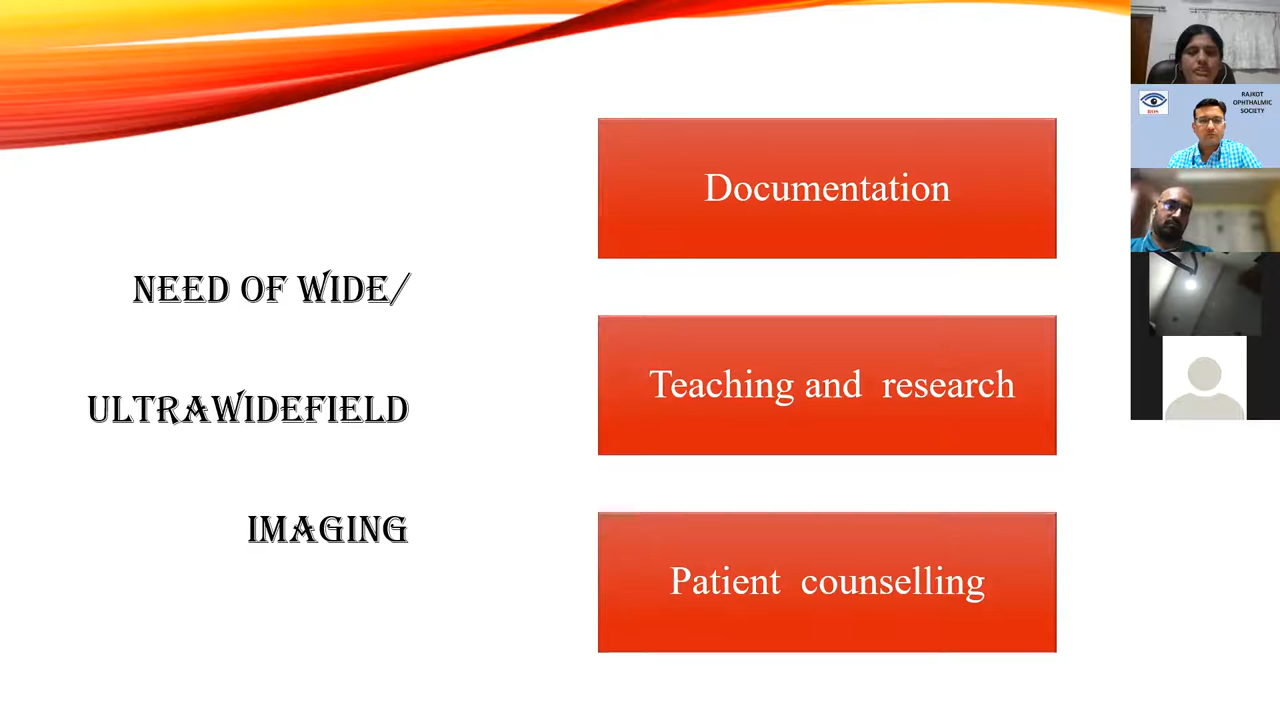 NEED OF WIDE/
ULTRAWIDEFIELD
IMAGING
Documentation
Teaching and research
Patient counselling
RAJKOT
OPHTHALMIC
SOCIETY